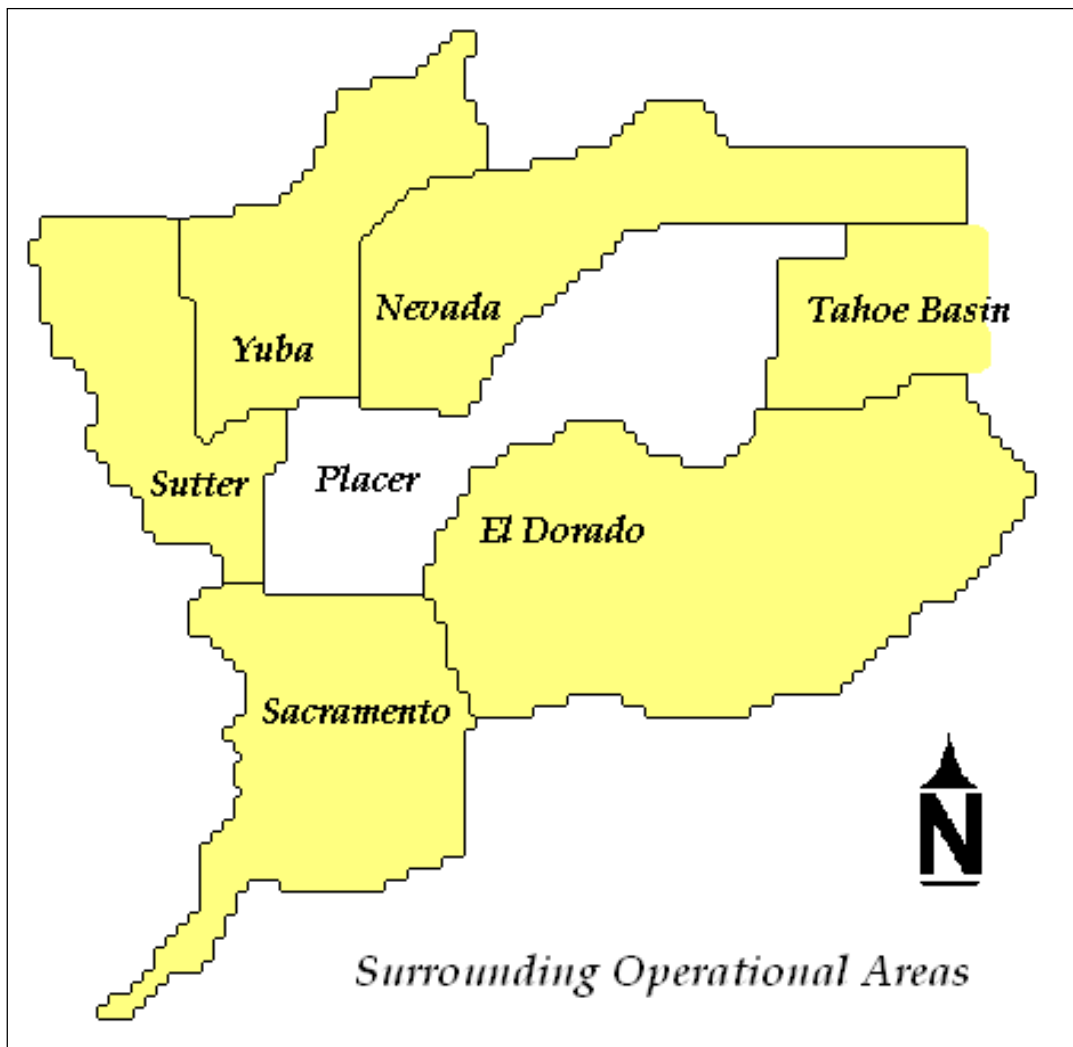 Nevada
Tahoe Basin
Yuba
Sutter
Placer
El Dorado
Sacramento
N
Surrounding Operational Areas